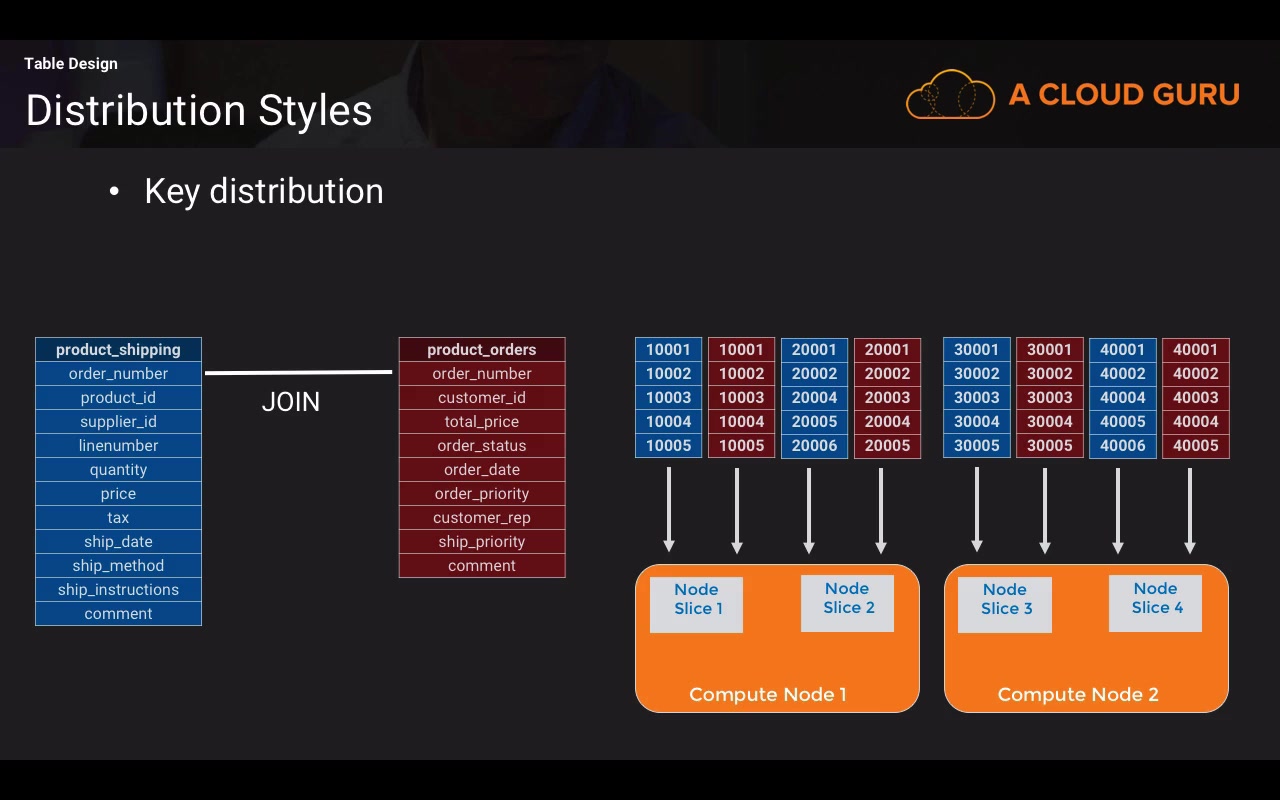 Table Design
Distribution Styles
A CLOUD GURU
• Key distribution
product_shipping
order_number
product_id
supplier_id
linenumber
quantity
price
tax
ship_date
ship_method
ship_instructions
comment
JOIN
product_orders
order_number
customer_id
total_price
order_status
order_date
order_priority
customer_rep
ship_priority
comment
10001 10001 20001 20001 30001 30001 40001 40001
10002 10002 20002 20002 30002 30002 40002 40002
10003 10003 20004 20003 30003 30003 40004 40003
10004 10004 20005 20004 30004 30004 40005 40004
10005 10005 20006 20005 30005 30005 40006 40005
Node
Slice 1
Node
Slice 2
Compute Node 1
Node
Slice 3
Node
Slice 4
Compute Node 2